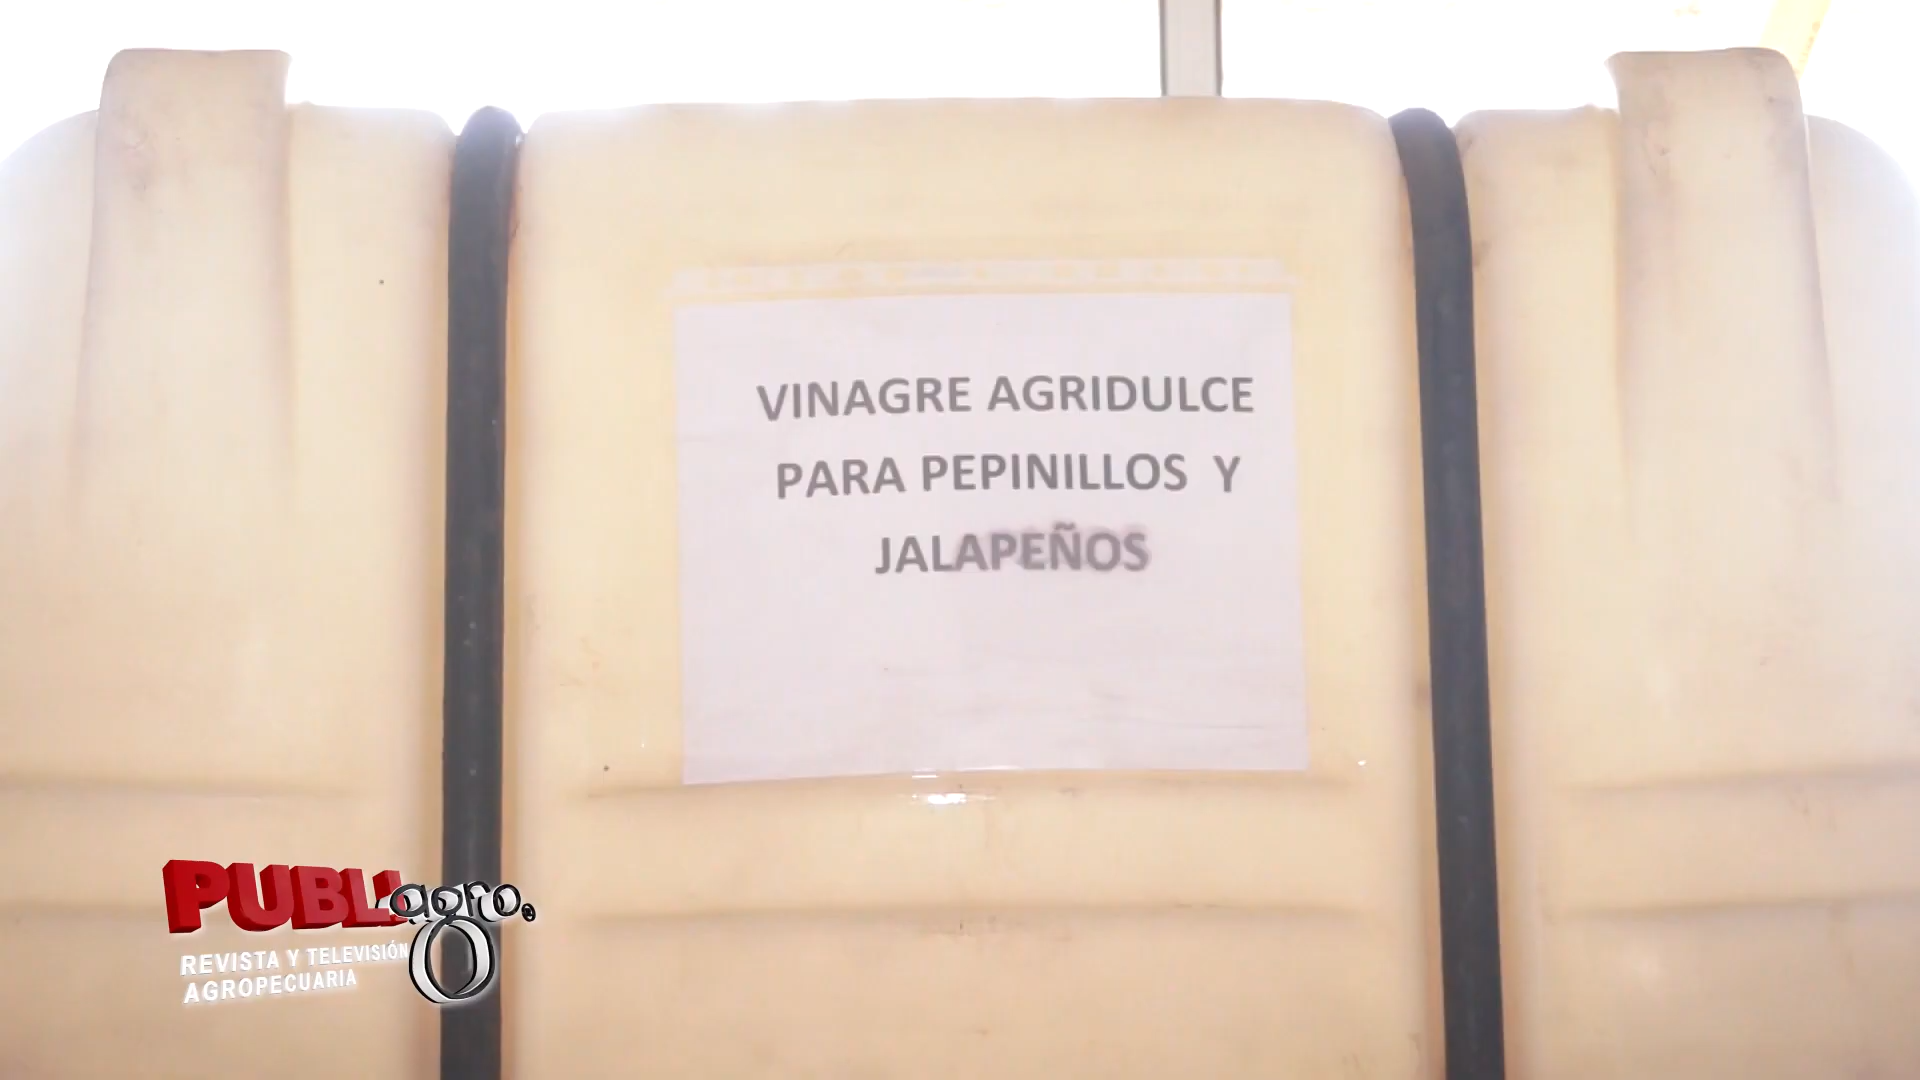 VINAGRE AGRIDULCE
PARA PEPINILLOS Y
JALAPEÑOS
PUBLIagro®
REVISTA Y TELEVISIÓN
AGROPECUARIA